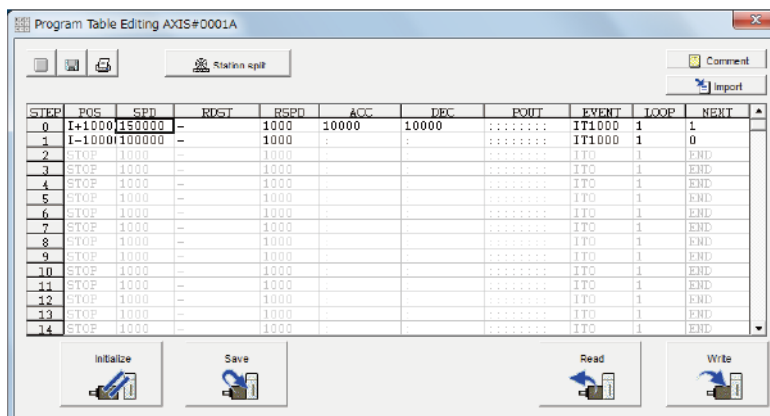 Program Table Editing AXIS#0001A
Station split
Comment
Import
STEP POS SPD RDST RSPD ACC DEC POUT EVENT LOOP NEXT
0 I+1000 150000 - 1000 10000 10000 :::::::: IT1000 1 1
1 I-1000 100000 - 1000 : : :::::::: IT1000 1 0
2 STOP 1000 - 1000 : : :::::::: IT0 1 END
3 STOP 1000 - 1000 : : :::::::: IT0 1 END
4 STOP 1000 - 1000 : : :::::::: IT0 1 END
5 STOP 1000 - 1000 : : :::::::: IT0 1 END
6 STOP 1000 - 1000 : : :::::::: IT0 1 END
7 STOP 1000 - 1000 : : :::::::: IT0 1 END
8 STOP 1000 - 1000 : : :::::::: IT0 1 END
9 STOP 1000 - 1000 : : :::::::: IT0 1 END
10 STOP 1000 - 1000 : : :::::::: IT0 1 END
11 STOP 1000 - 1000 : : :::::::: IT0 1 END
12 STOP 1000 - 1000 : : :::::::: IT0 1 END
13 STOP 1000 - 1000 : : :::::::: IT0 1 END
14 STOP 1000 - 1000 : : :::::::: IT0 1 END
Initialize Save Read Write